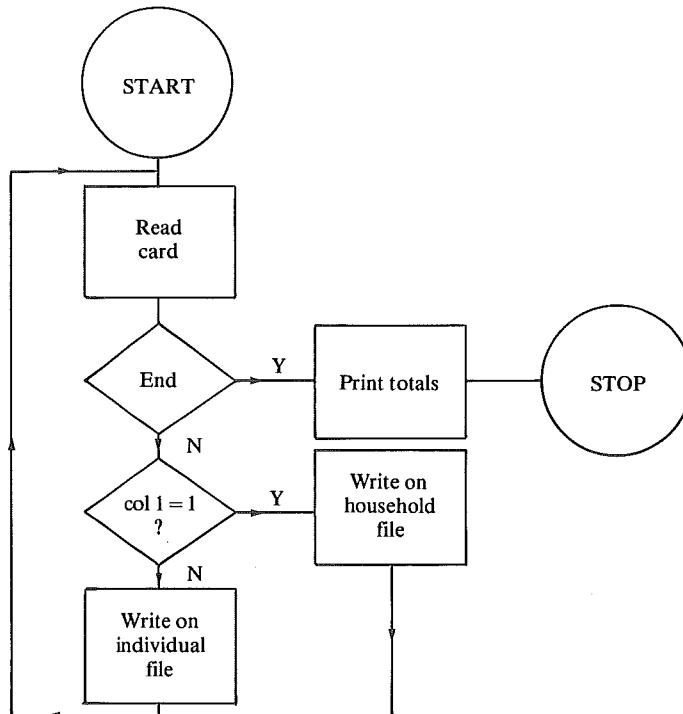 START
Read
card
End
Y
Print totals
STOP
N
col 1 = 1
?
Y
Write on
household
file
N
Write on
individual
file